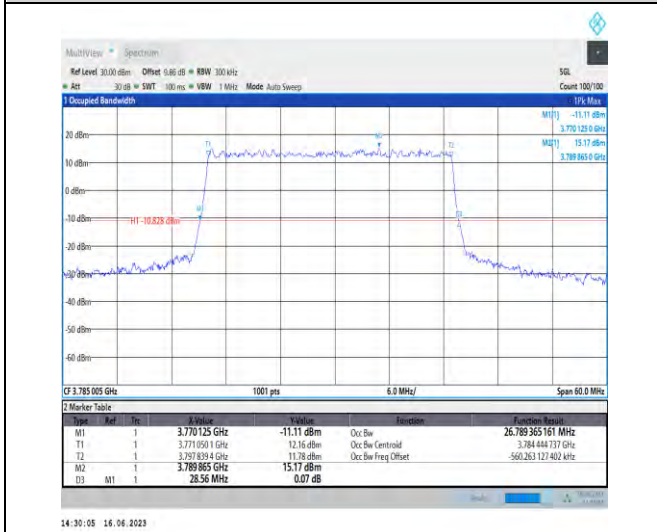 MultiView Spectrum
Ref Level 30.00 dBm Offset 0.86 dB RBW 300 kHz SGL
Att 30 dB SWT 100 ms VBW 1 MHz Mode Auto Sweep Count 100/100
1 Occupied Bandwidth 1Pk Max
M1[1] -11.11 dBm
3.770 125 0 GHz
M2[1] 15.17 dBm
3.789 865 0 GHz
20 dBm
T1
M2
T2
10 dBm
0 dBm
-10 dBm
H1 -10.828 dBm
-20 dBm
-30 dBm
-40 dBm
-50 dBm
-60 dBm
CF 3.785 005 GHz 1001 pts 6.0 MHz/ Span 60.0 MHz
2 Marker Table
Type Ref Trc X-Value Y-Value Function Function Result
M1 1 3.770125 GHz -11.11 dBm Occ Bw 26.789 365 161 MHz
T1 1 3.771 050 1 GHz 12.16 dBm Occ Bw Centroid 3.784 444 737 GHz
T2 1 3.797 839 4 GHz 11.78 dBm Occ Bw Freq Offset -560.263 127 402 kHz
M2 1 3.789 865 GHz 15.17 dBm
D3 M1 1 28.56 MHz 0.07 dB
14:30:05 16.06.2023